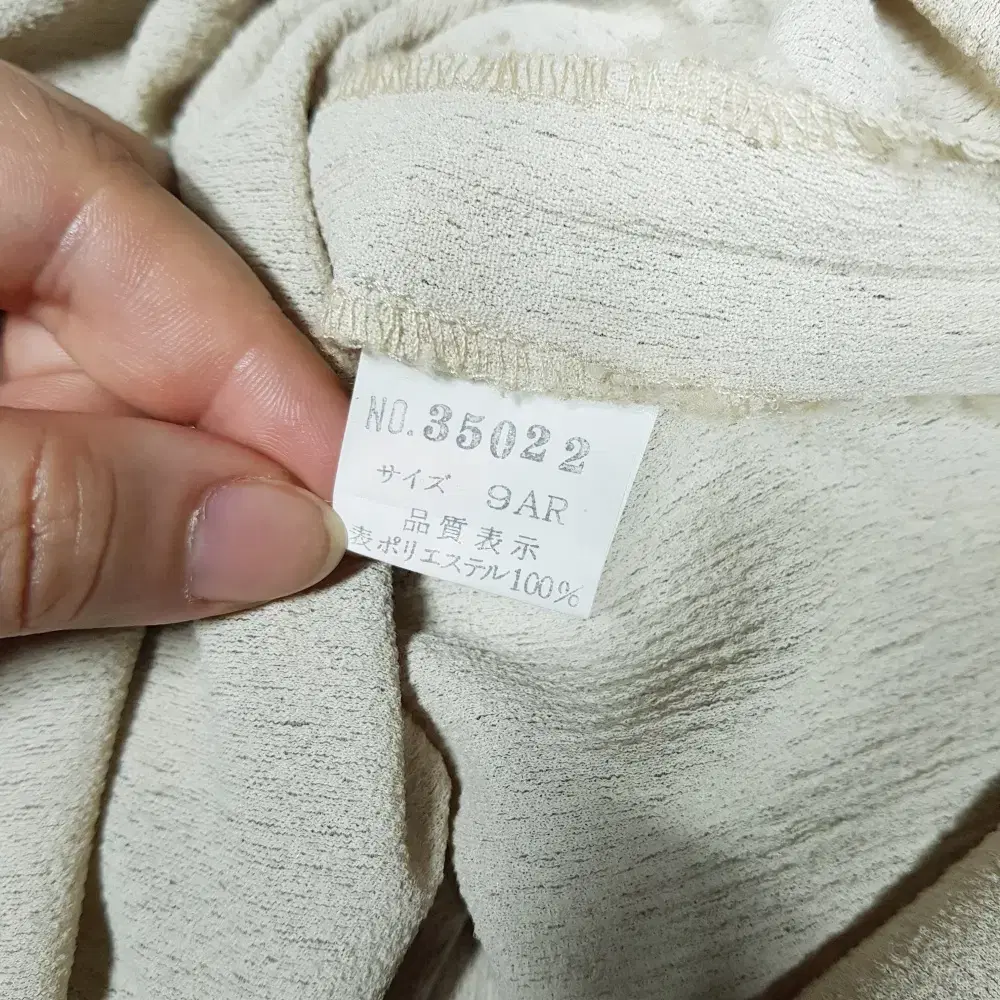 NO.35022
サイズ 9AR
品質表示
表ポリエステル100%